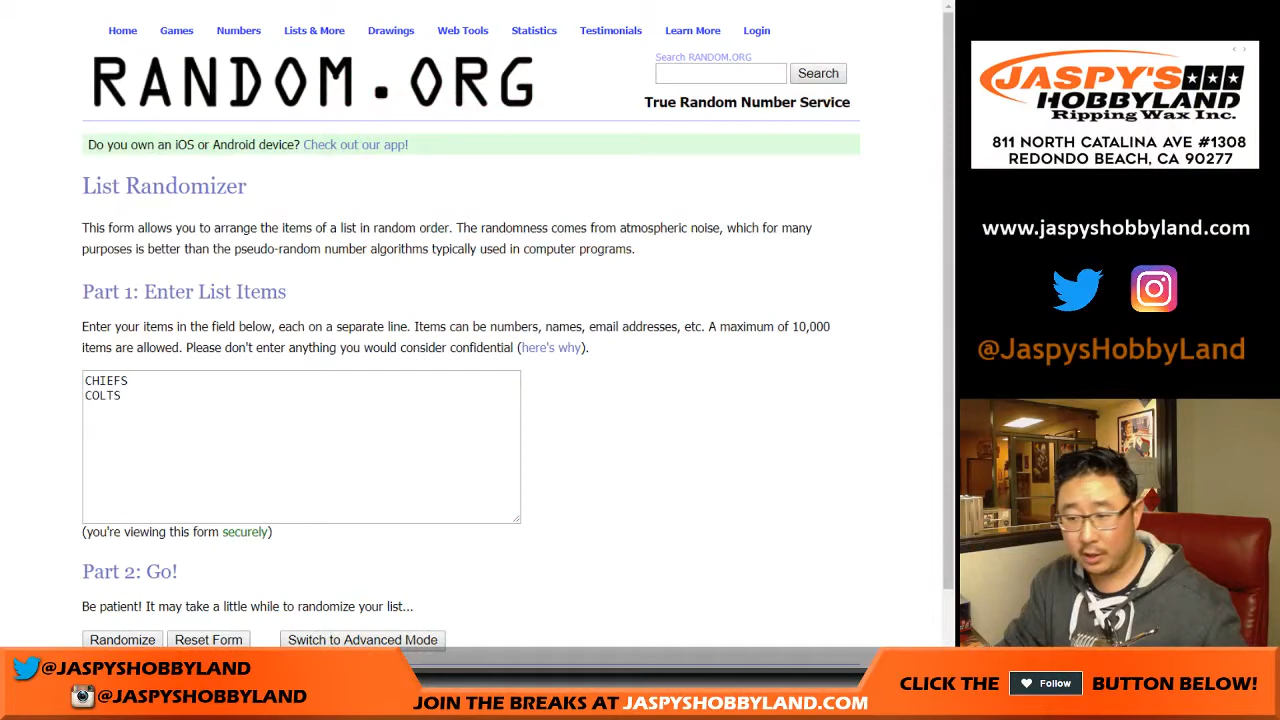 Home Games Numbers Lists & More Drawings Web Tools Statistics Testimonials Learn More Login
RANDOM.ORG
Search RANDOM.ORG
Search
True Random Number Service
Do you own an iOS or Android device? Check out our app!
List Randomizer
This form allows you to arrange the items of a list in random order. The randomness comes from atmospheric noise, which for many
purposes is better than the pseudo-random number algorithms typically used in computer programs.
Part 1: Enter List Items
Enter your items in the field below, each on a separate line. Items can be numbers, names, email addresses, etc. A maximum of 10,000
items are allowed. Please don't enter anything you would consider confidential (here's why).
CHIEFS
COLTS
(you're viewing this form securely)
Part 2: Go!
Be patient! It may take a little while to randomize your list...
Randomize Reset Form Switch to Advanced Mode
JASPY'S
HOBBYLAND
Ripping Wax Inc.
811 NORTH CATALINA AVE #1308
REDONDO BEACH, CA 90277
www.jaspyshobbyland.com
@JaspysHobbyLand
@JASPYSHOBBYLAND
@JASPYSHOBBYLAND
JOIN THE BREAKS AT JASPYSHOBBYLAND.COM
CLICK THE Follow BUTTON BELOW!